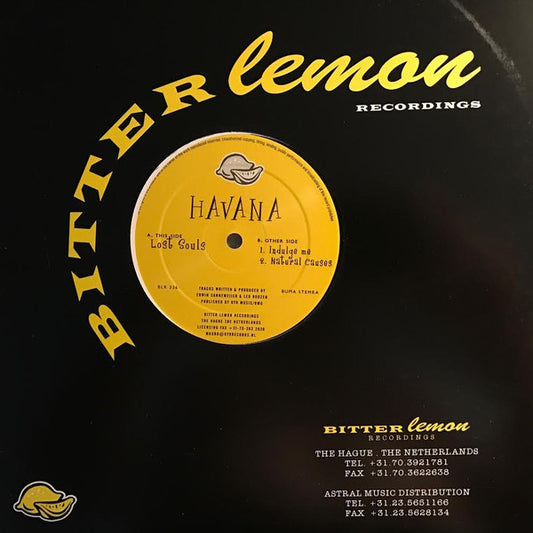 BITTER lemon
RECORDINGS
HAVANA
A. THIS SIDE
Lost Souls
B. OTHER SIDE
1. Indulge me
2. Natural Causes
BLR
BUMA STEMRA
TRACKS WRITTEN & PRODUCED BY
ERWIN & LEO ROOZEN
PUBLISHED BY
BITTER LEMON RECORDINGS
THE HAGUE THE NETHERLANDS
LICENSING FAX
BITTER lemon
RECORDINGS
THE HAGUE . THE NETHERLANDS
TEL. +31.70.3921781
FAX +31.70.3622638
ASTRAL MUSIC DISTRIBUTION
TEL. +31.23.5651166
FAX +31.23.5628134